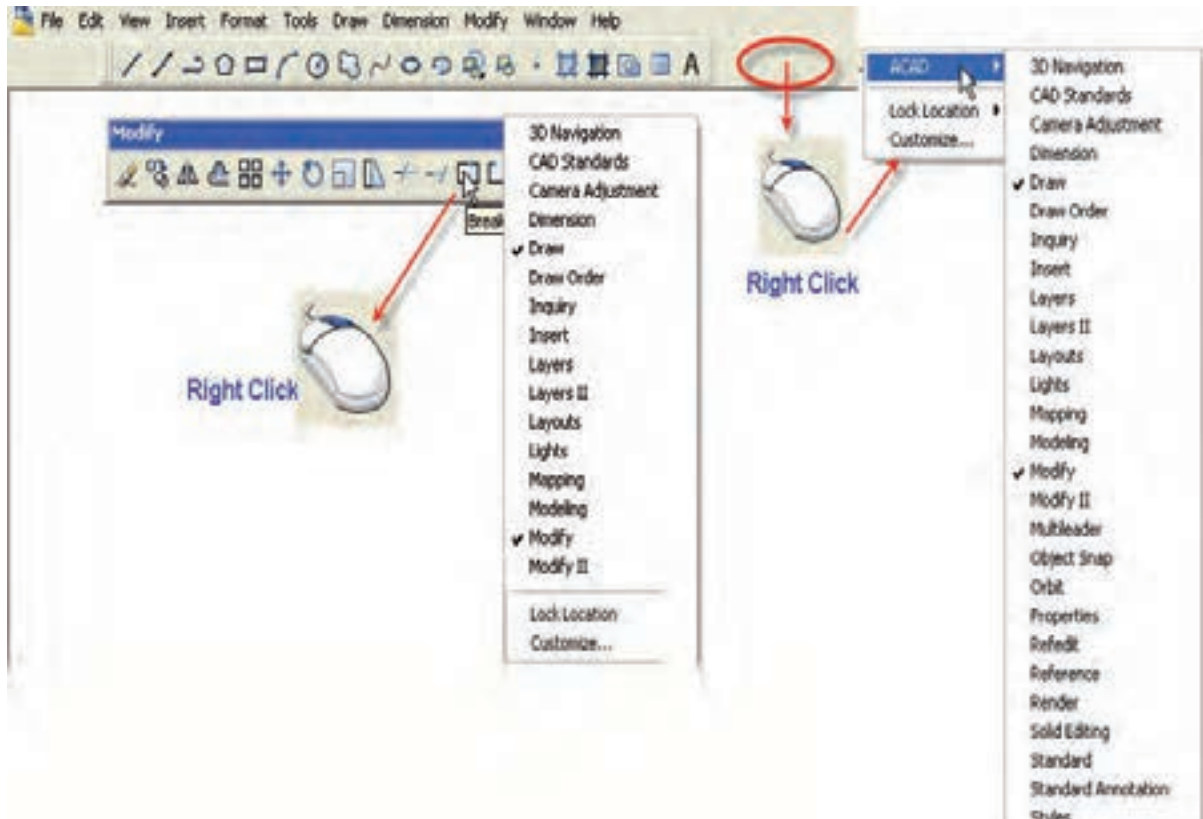 File Edit View Insert Format Tools Draw Dimension Modify Window Help
A
Modify
Break
Right Click
3D Navigation
CAD Standards
Camera Adjustment
Dimension
Draw
Draw Order
Inquiry
Insert
Layers
Layers II
Layouts
Lights
Mapping
Modeling
Modify
Modify II
Lock Location
Customize...
Right Click
ACAD
Lock Location
Customize...
3D Navigation
CAD Standards
Camera Adjustment
Dimension
Draw
Draw Order
Inquiry
Insert
Layers
Layers II
Layouts
Lights
Mapping
Modeling
Modify
Modify II
Multileader
Object Snap
Orbit
Properties
Refedit
Reference
Render
Solid Editing
Standard
Standard Annotation
Styles